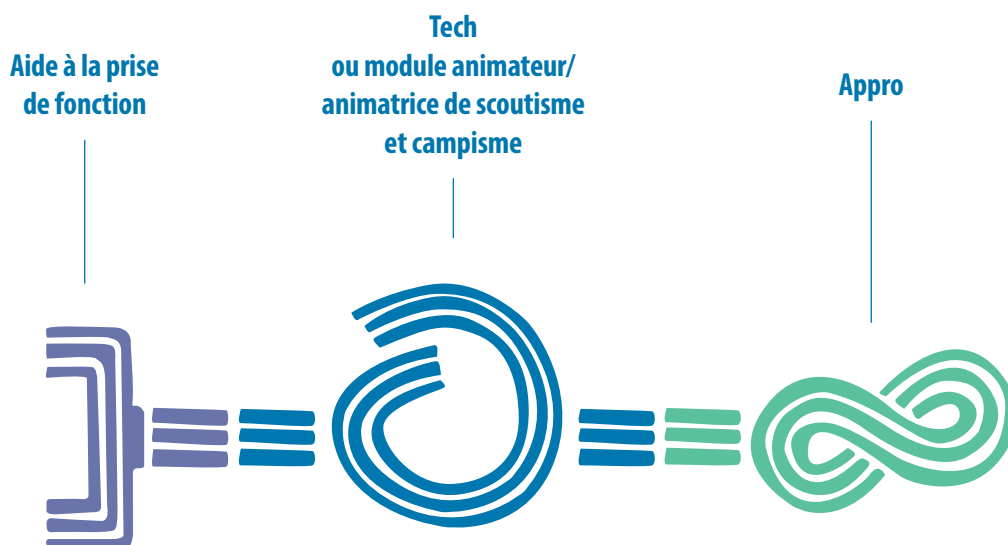 Aide à la prise
de fonction
Tech
ou module animateur/
animatrice de scoutisme
et campisme
Appro